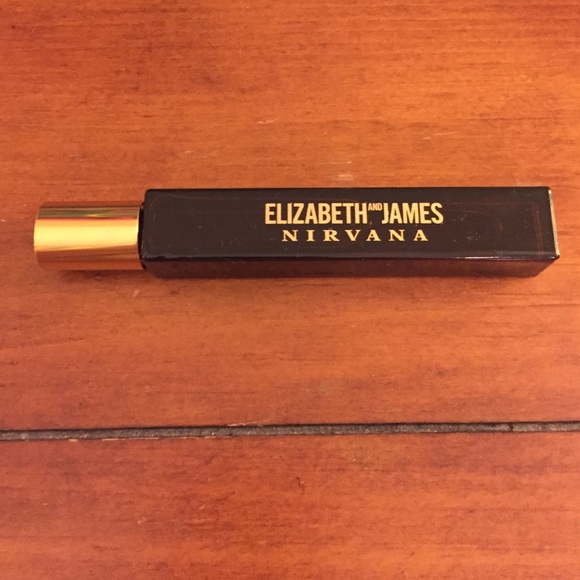 ELIZABETH AND JAMES
NIRVANA